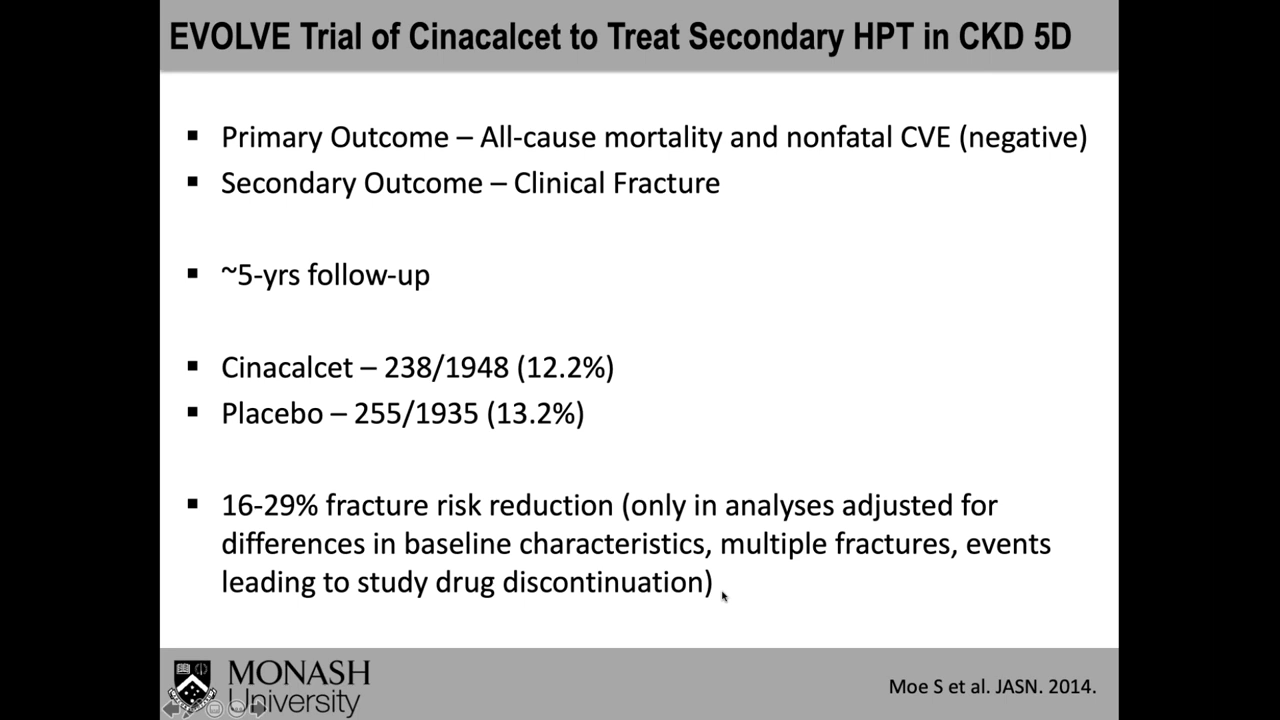 EVOLVE Trial of Cinacalcet to Treat Secondary HPT in CKD 5D
▪ Primary Outcome – All-cause mortality and nonfatal CVE (negative)
▪ Secondary Outcome – Clinical Fracture
▪ ~5-yrs follow-up
▪ Cinacalcet – 238/1948 (12.2%)
▪ Placebo – 255/1935 (13.2%)
▪ 16-29% fracture risk reduction (only in analyses adjusted for
differences in baseline characteristics, multiple fractures, events
leading to study drug discontinuation)
MONASH
University
Moe S et al. JASN. 2014.